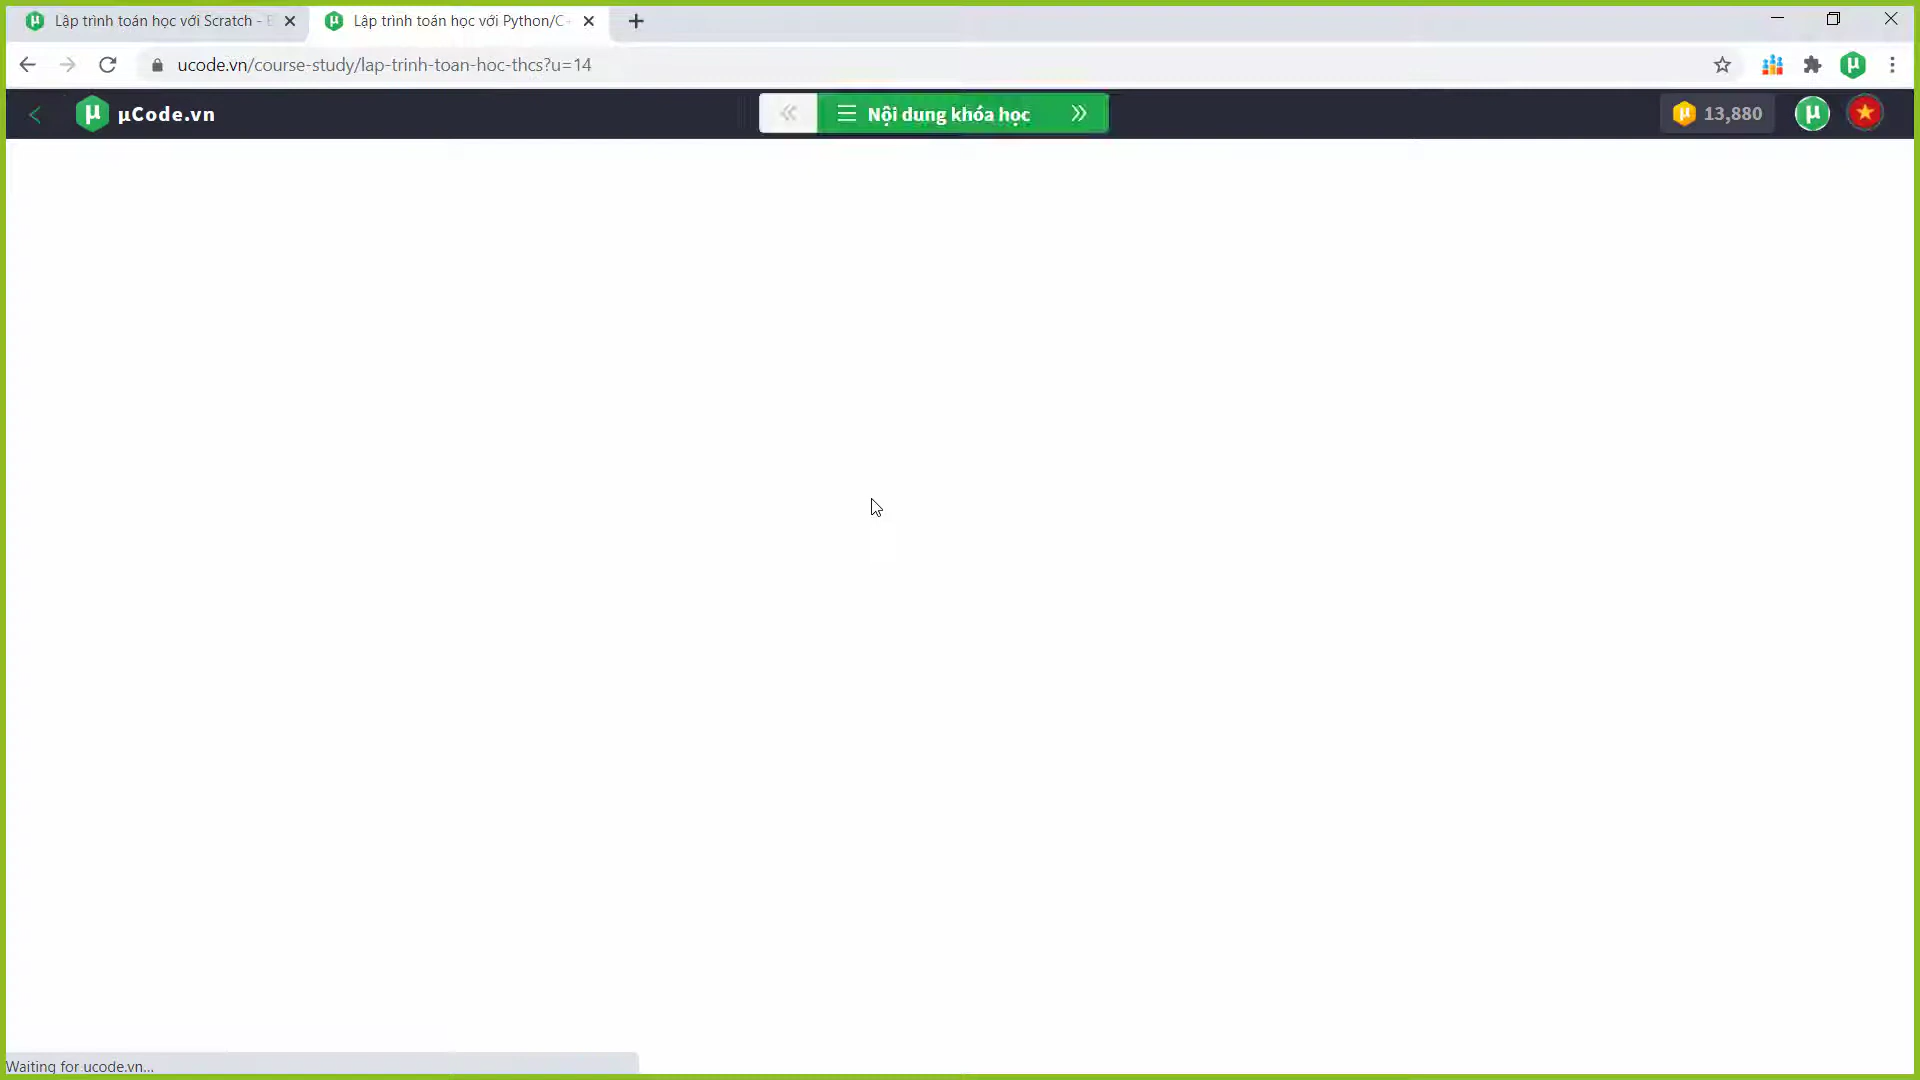 Lập trình toán học với Scratch -
Lập trình toán học với Python/C
ucode.vn/course-study/lap-trinh-toan-hoc-thcs?u=14
µCode.vn
Nội dung khóa học
13,880
Waiting for ucode.vn...